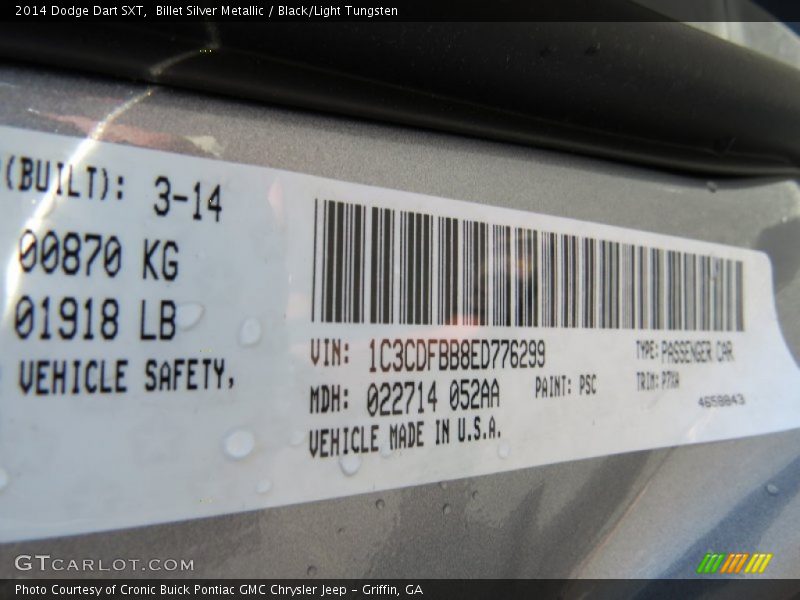 2014 Dodge Dart SXT,  Billet Silver Metallic / Black/Light Tungsten
(BUILT): 3-14
00870 KG
01918 LB
VEHICLE SAFETY,
VIN: 1C3CDFBB8ED776299
TYPE: PASSENGER CAR
MDH: 022714 052AA
PAINT: PSC
TRIM: P7XA
4658843
VEHICLE MADE IN U.S.A.
GTCARLOT.COM
Photo Courtesy of Cronic Buick Pontiac GMC Chrysler Jeep - Griffin, GA